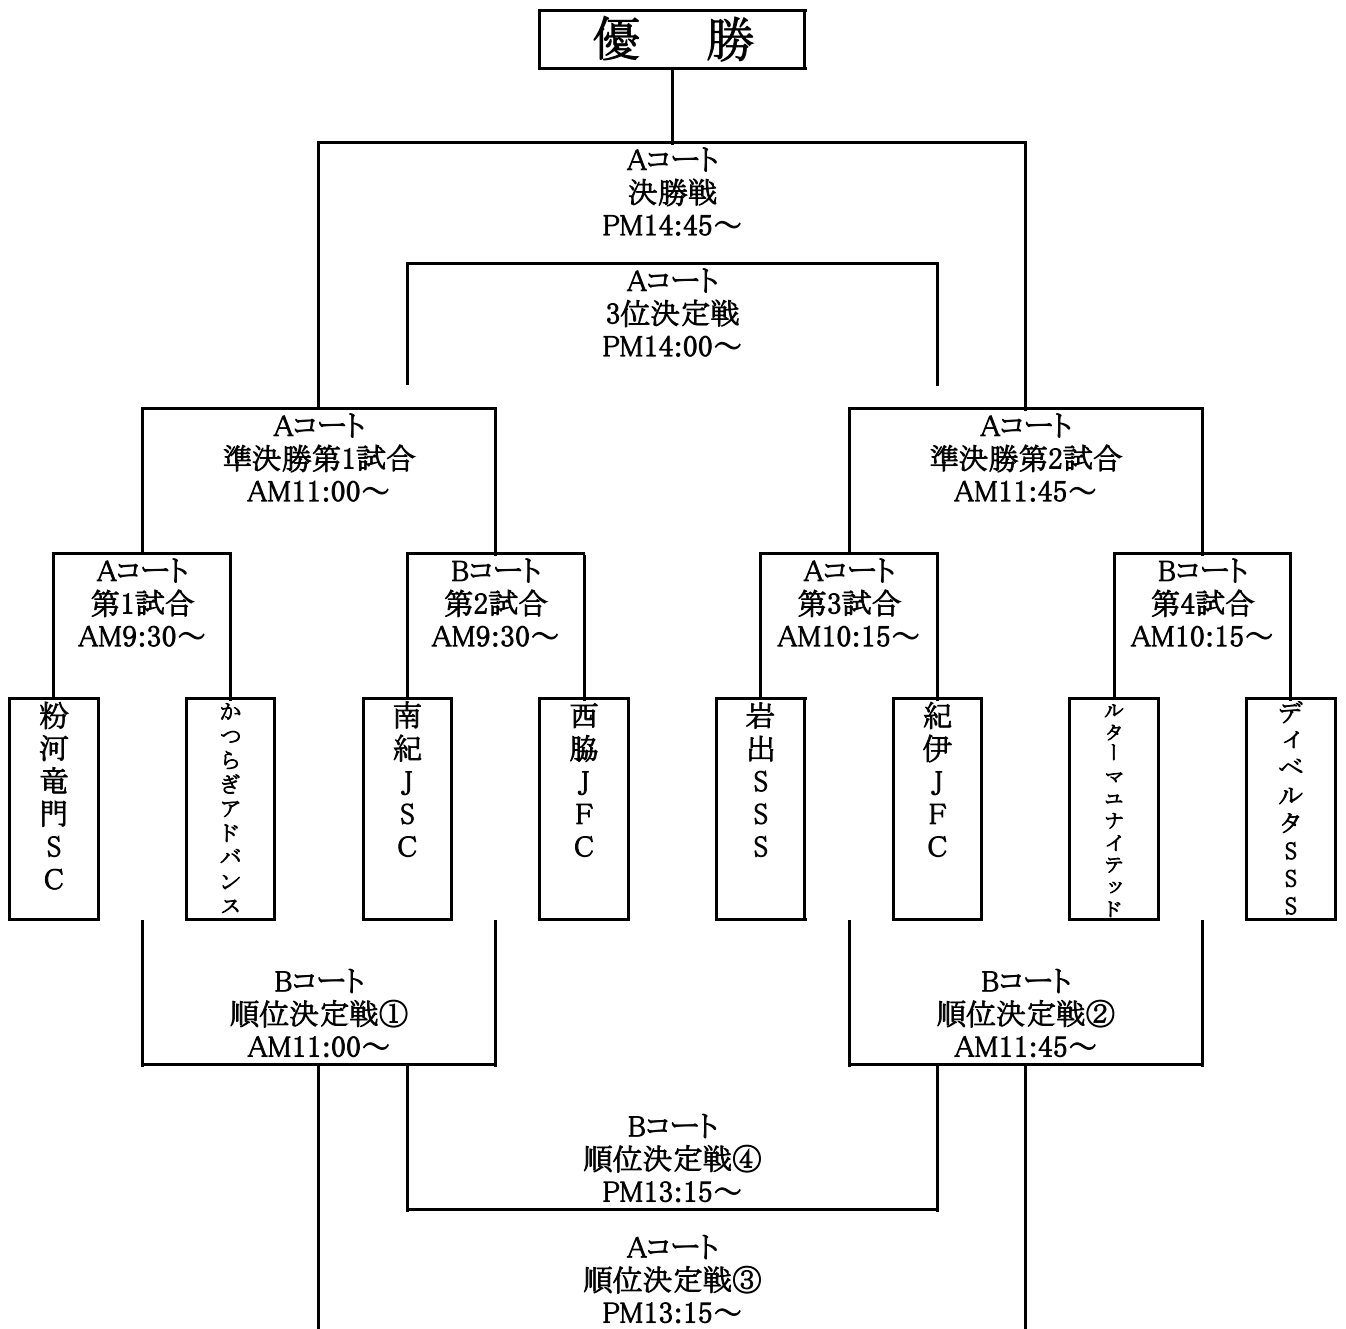 優　勝
Aコート
決勝戦
PM14:45～
Aコート
3位決定戦
PM14:00～
Aコート
準決勝第1試合
AM11:00～
Aコート
準決勝第2試合
AM11:45～
Aコート
第1試合
AM9:30～
Bコート
第2試合
AM9:30～
Aコート
第3試合
AM10:15～
Bコート
第4試合
AM10:15～
粉河竜門SC
かつらぎアドバンス
南紀JSC
西脇JFC
岩出SSS
紀伊JFC
ルターマユナイテッド
ディベルタSSS
Bコート
順位決定戦①
AM11:00～
Bコート
順位決定戦②
AM11:45～
Bコート
順位決定戦④
PM13:15～
Aコート
順位決定戦③
PM13:15～